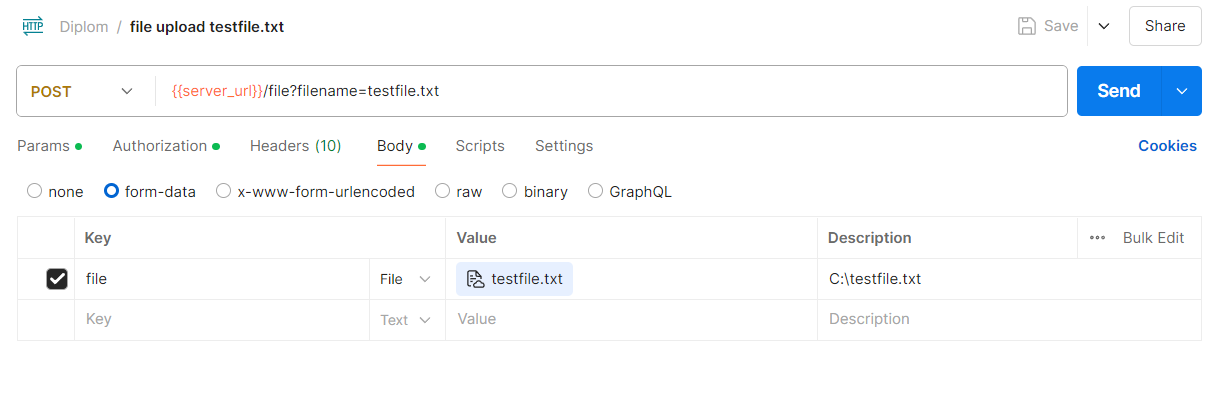 HTTP Diplom / file upload testfile.txt Save Share
POST {{server_url}}/file?filename=testfile.txt Send
Params Authorization Headers (10) Body Scripts Settings Cookies
none form-data x-www-form-urlencoded raw binary GraphQL
Key Value Description Bulk Edit
file File testfile.txt C:\testfile.txt
Key Text Value Description